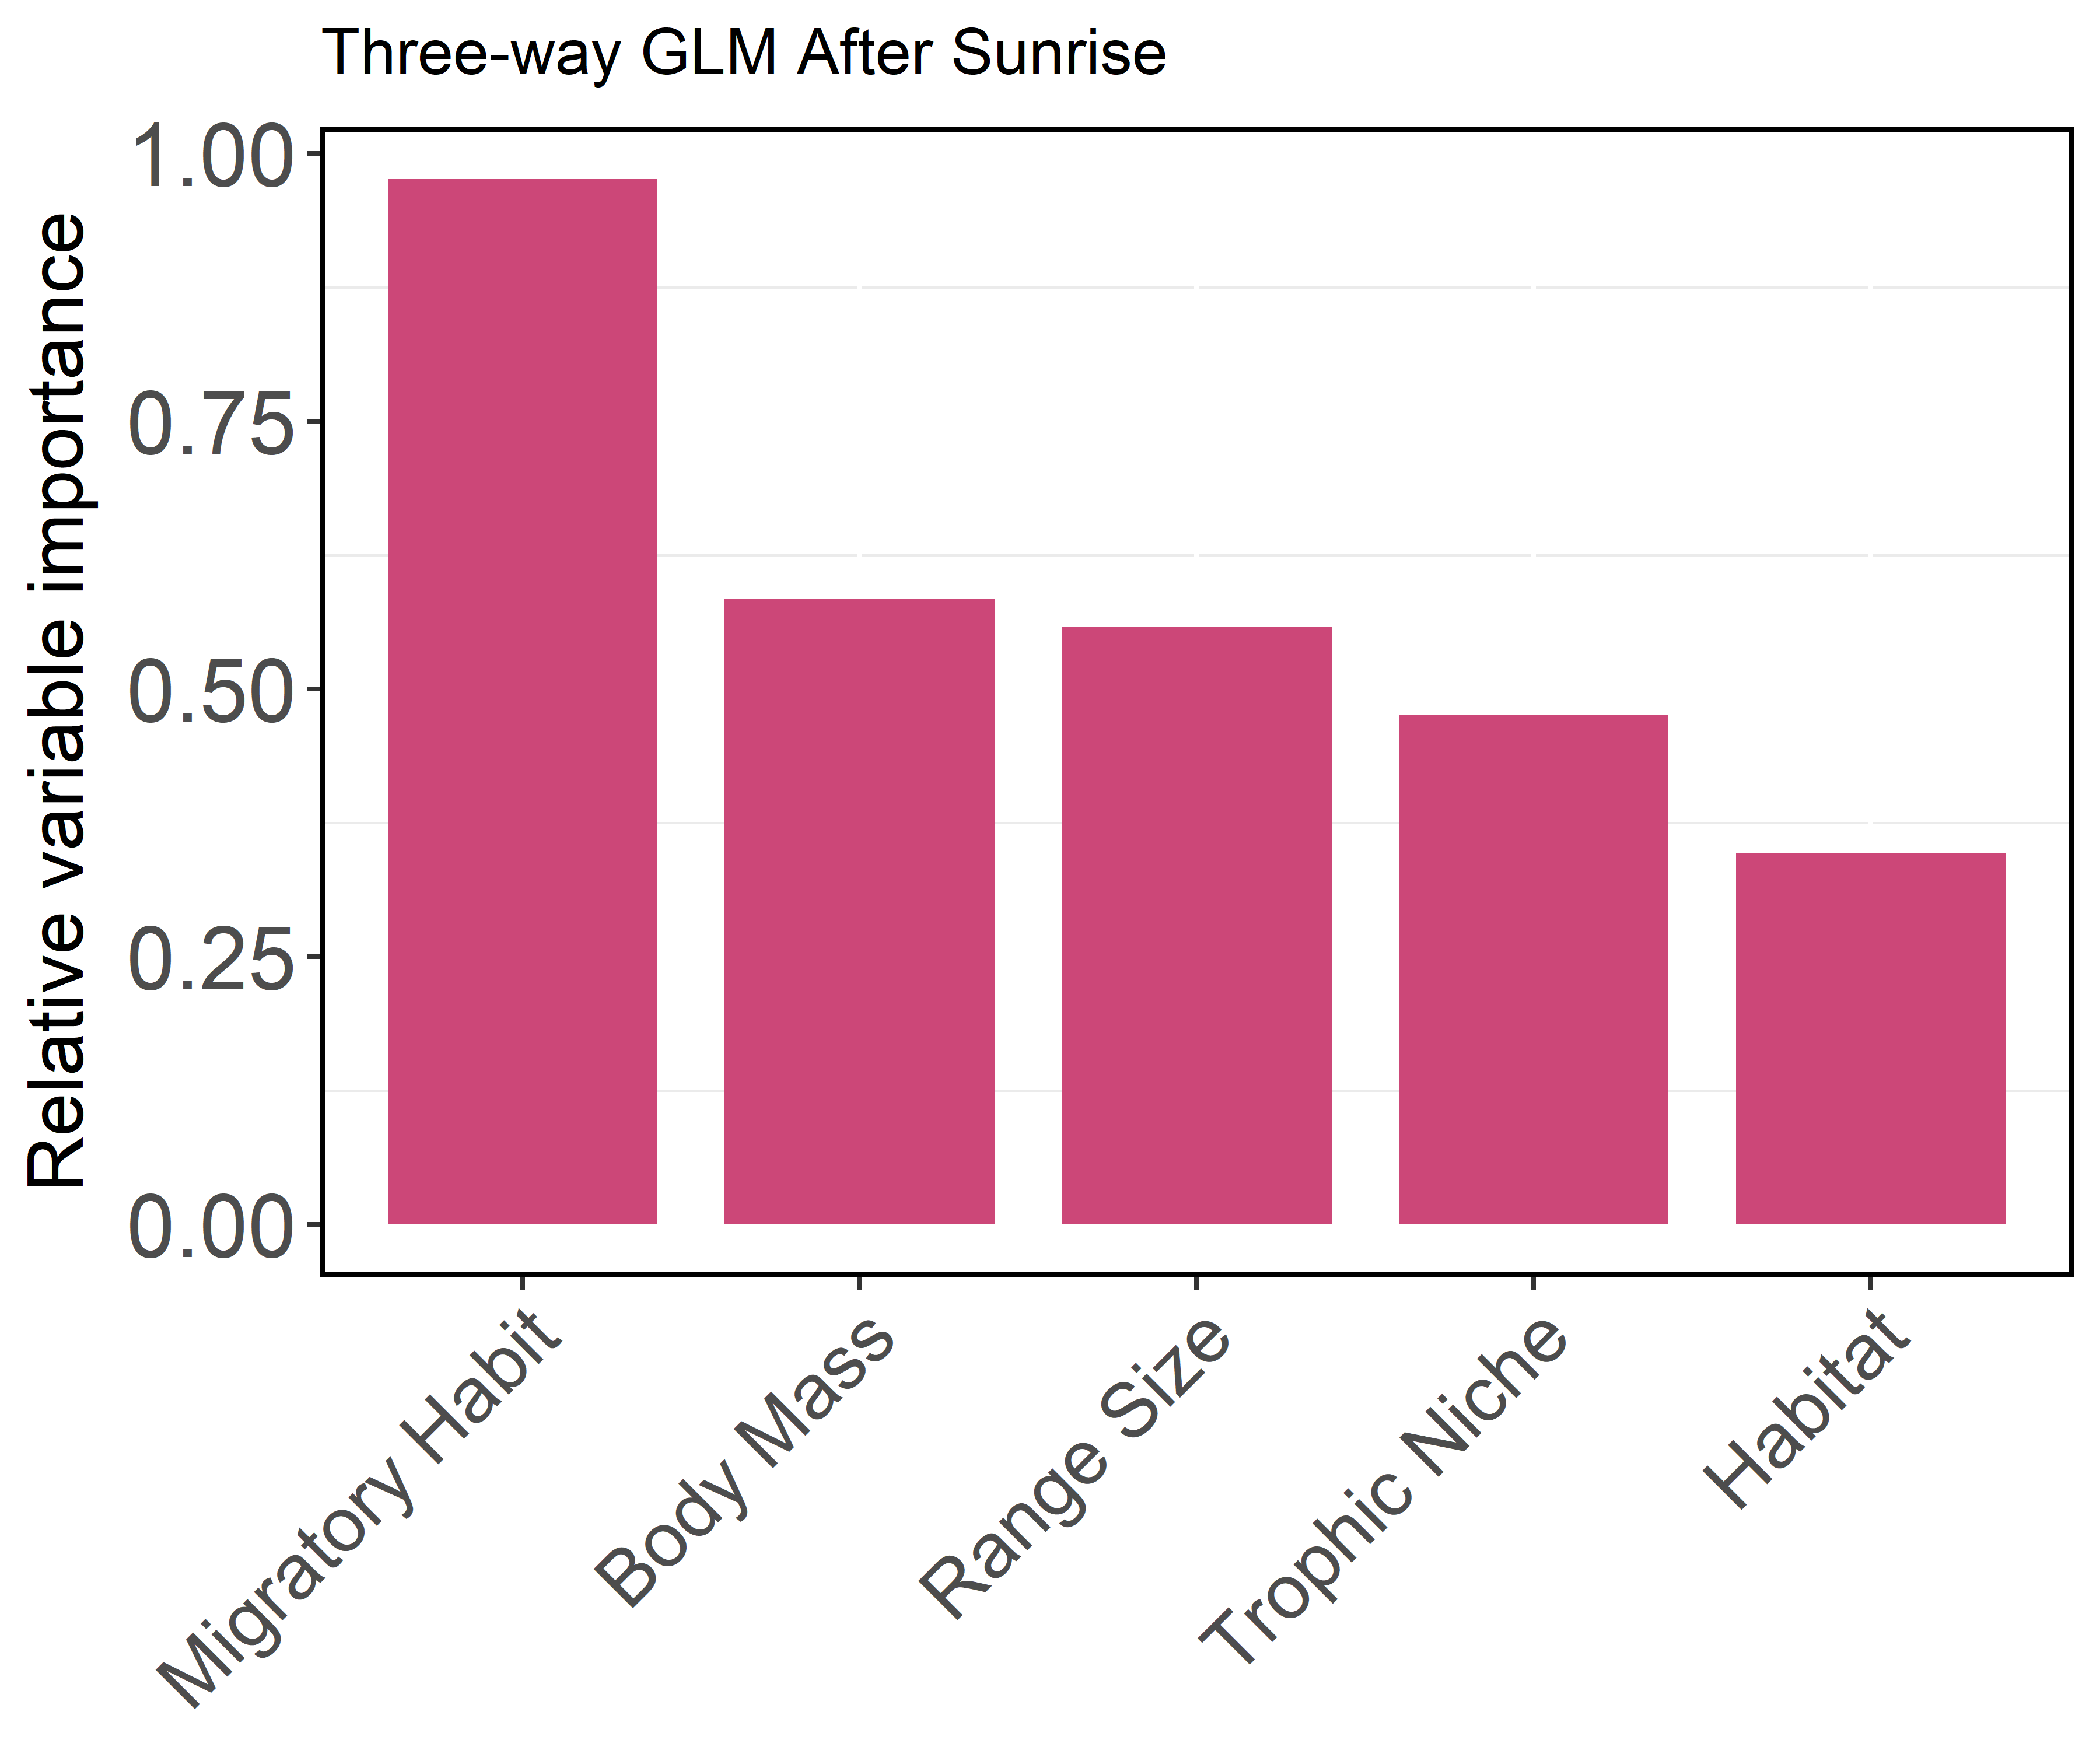 Three-way GLM After Sunrise
Relative variable importance
1.00
0.75
0.50
0.25
0.00
Migratory Habit
Body Mass
Range Size
Trophic Niche
Habitat